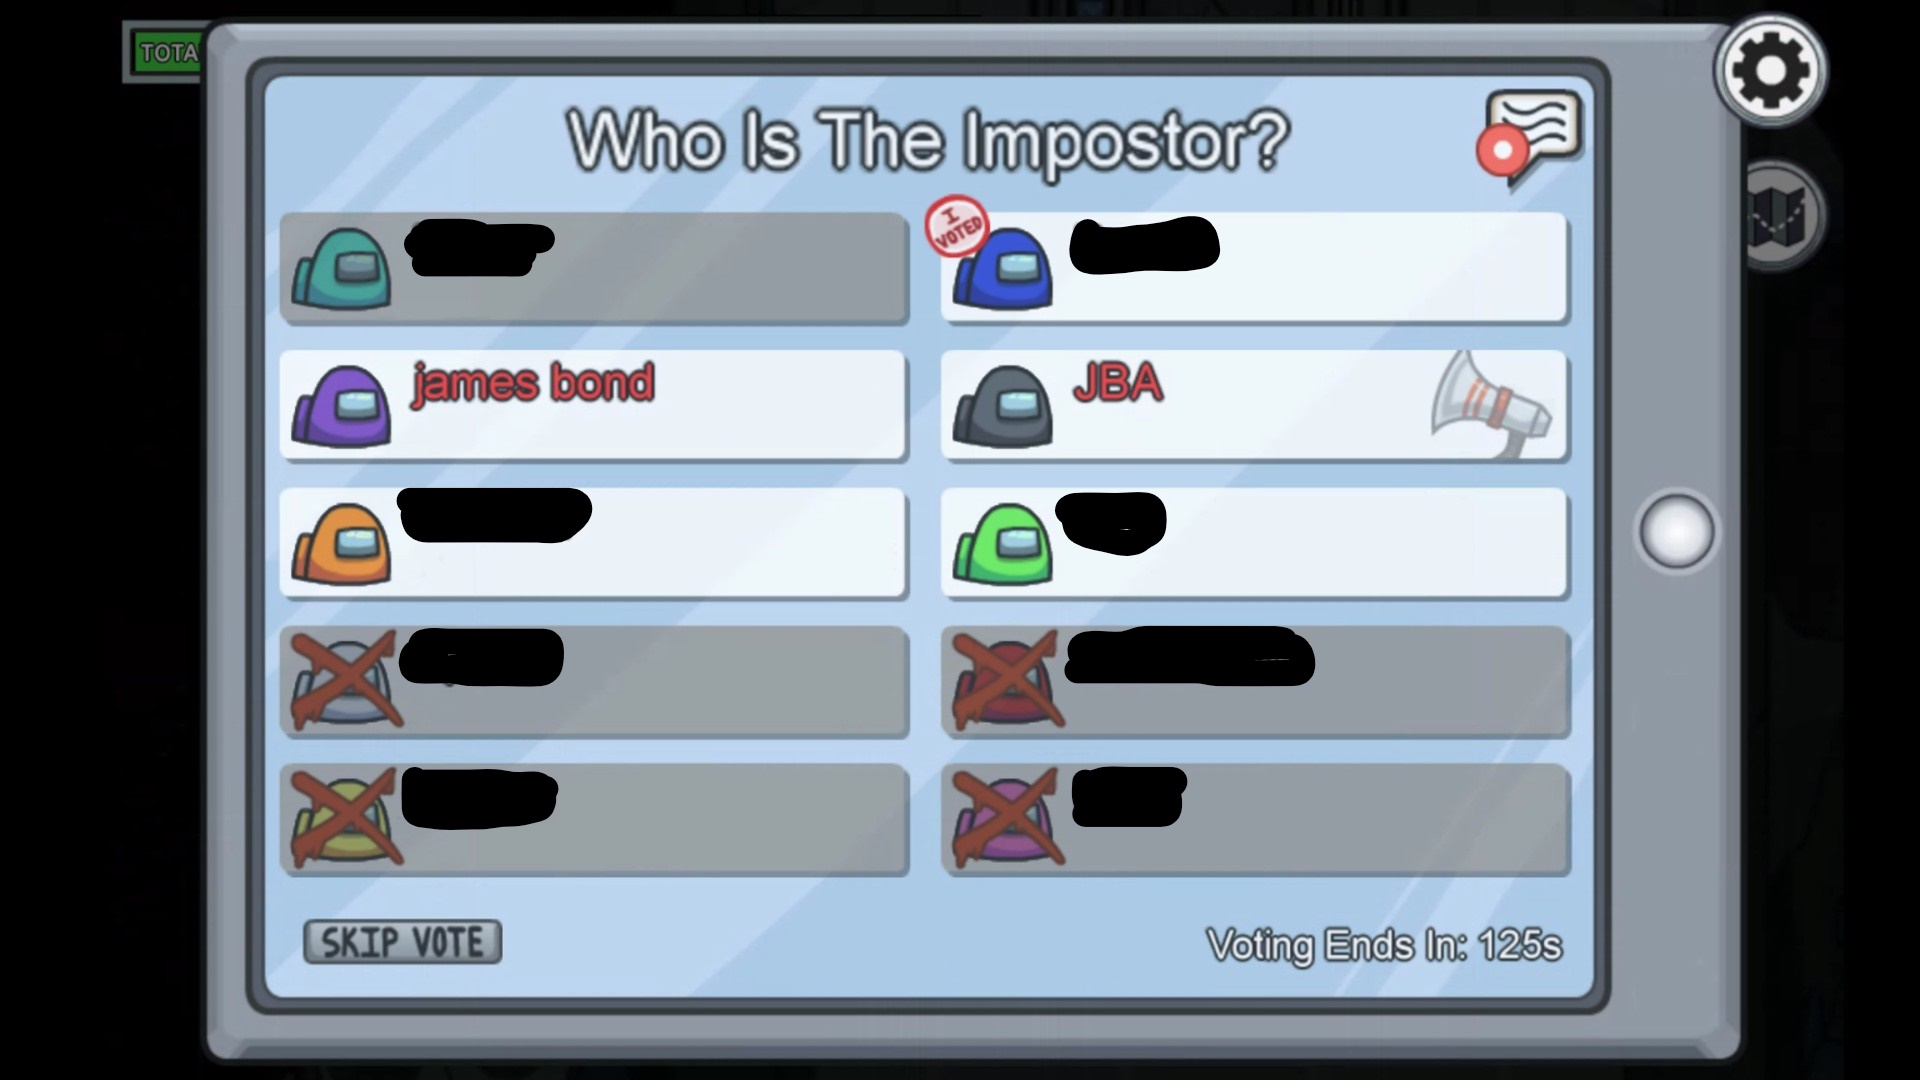 TOTA
Who Is The Impostor?
I VOTED
james bond
JBA
SKIP VOTE
Voting Ends In: 125s